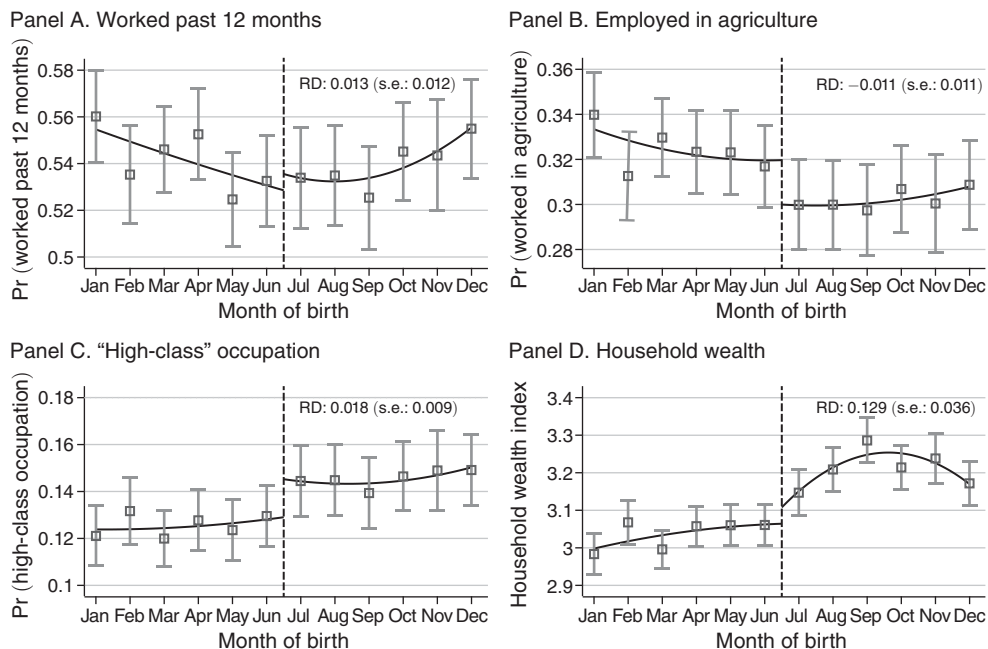 Panel A. Worked past 12 months
Pr (worked past 12 months)
0.58
0.56
0.54
0.52
0.5
RD: 0.013 (s.e.: 0.012)
Jan Feb Mar Apr May Jun Jul Aug Sep Oct Nov Dec
Month of birth
Panel B. Employed in agriculture
Pr (worked in agriculture)
0.36
0.34
0.32
0.3
0.28
RD: −0.011 (s.e.: 0.011)
Jan Feb Mar Apr May Jun Jul Aug Sep Oct Nov Dec
Month of birth
Panel C. “High-class” occupation
Pr (high-class occupation)
0.18
0.16
0.14
0.12
0.1
RD: 0.018 (s.e.: 0.009)
Jan Feb Mar Apr May Jun Jul Aug Sep Oct Nov Dec
Month of birth
Panel D. Household wealth
Household wealth index
3.4
3.3
3.2
3.1
3
2.9
RD: 0.129 (s.e.: 0.036)
Jan Feb Mar Apr May Jun Jul Aug Sep Oct Nov Dec
Month of birth